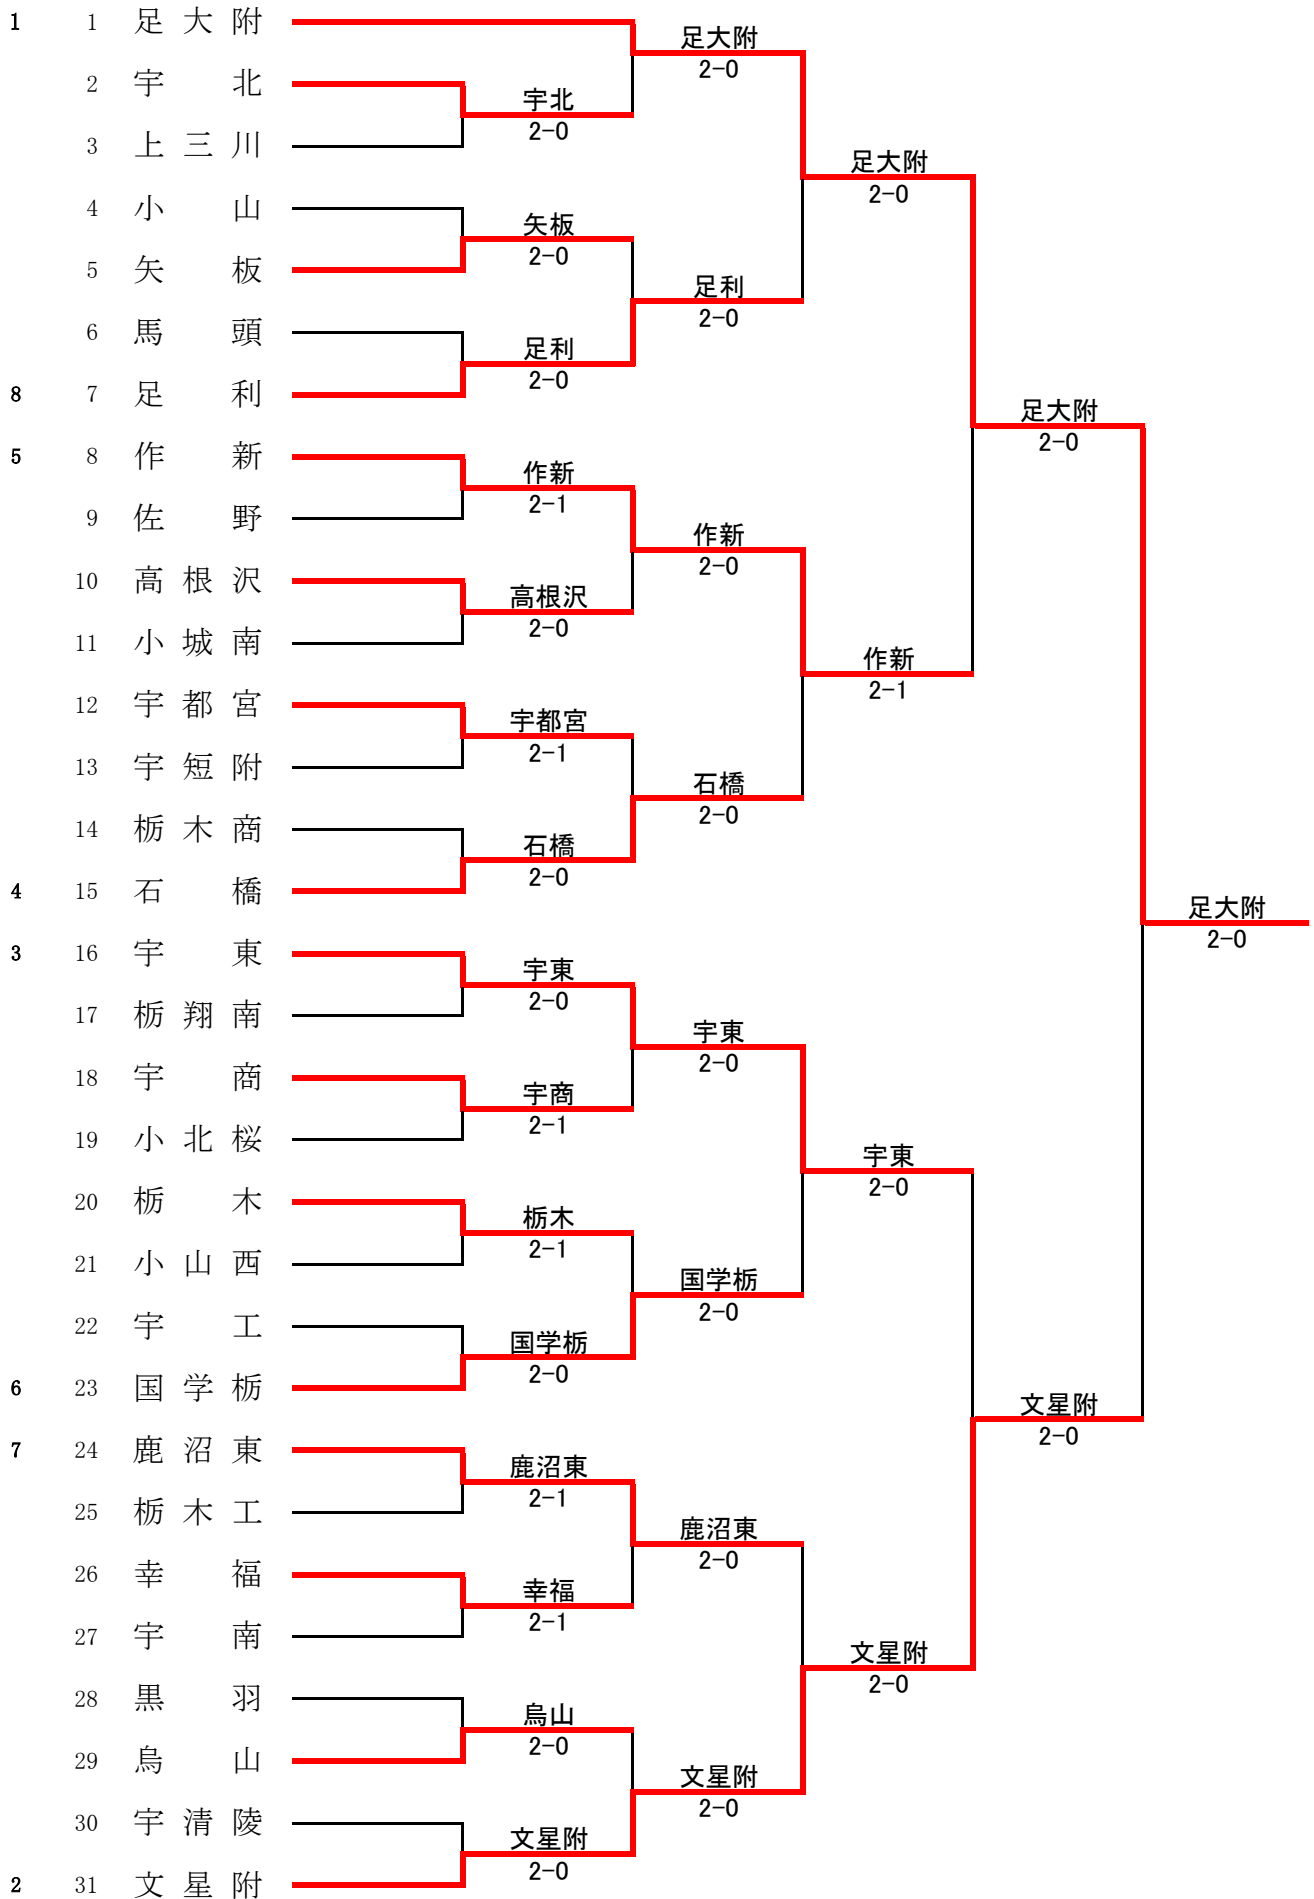 1 1 足大附
2 宇北
3 上三川
4 小山
5 矢板
6 馬頭
8 7 足利
5 8 作新
9 佐野
10 高根沢
11 小城南
12 宇都宮
13 宇短附
14 栃木商
4 15 石橋
3 16 宇東
17 栃翔南
18 宇商
19 小北桜
20 栃木
21 小山西
22 宇工
6 23 国学栃
7 24 鹿沼東
25 栃木工
26 幸福
27 宇南
28 黒羽
29 烏山
30 宇清陵
2 31 文星附
宇北
2-0
矢板
2-0
足利
2-0
作新
2-1
高根沢
2-0
宇都宮
2-1
石橋
2-0
宇東
2-0
宇商
2-1
栃木
2-1
国学栃
2-0
鹿沼東
2-1
幸福
2-1
烏山
2-0
文星附
2-0
足大附
2-0
足利
2-0
作新
2-0
石橋
2-0
宇東
2-0
国学栃
2-0
鹿沼東
2-0
文星附
2-0
足大附
2-0
作新
2-1
宇東
2-0
文星附
2-0
足大附
2-0
文星附
2-0
足大附
2-0